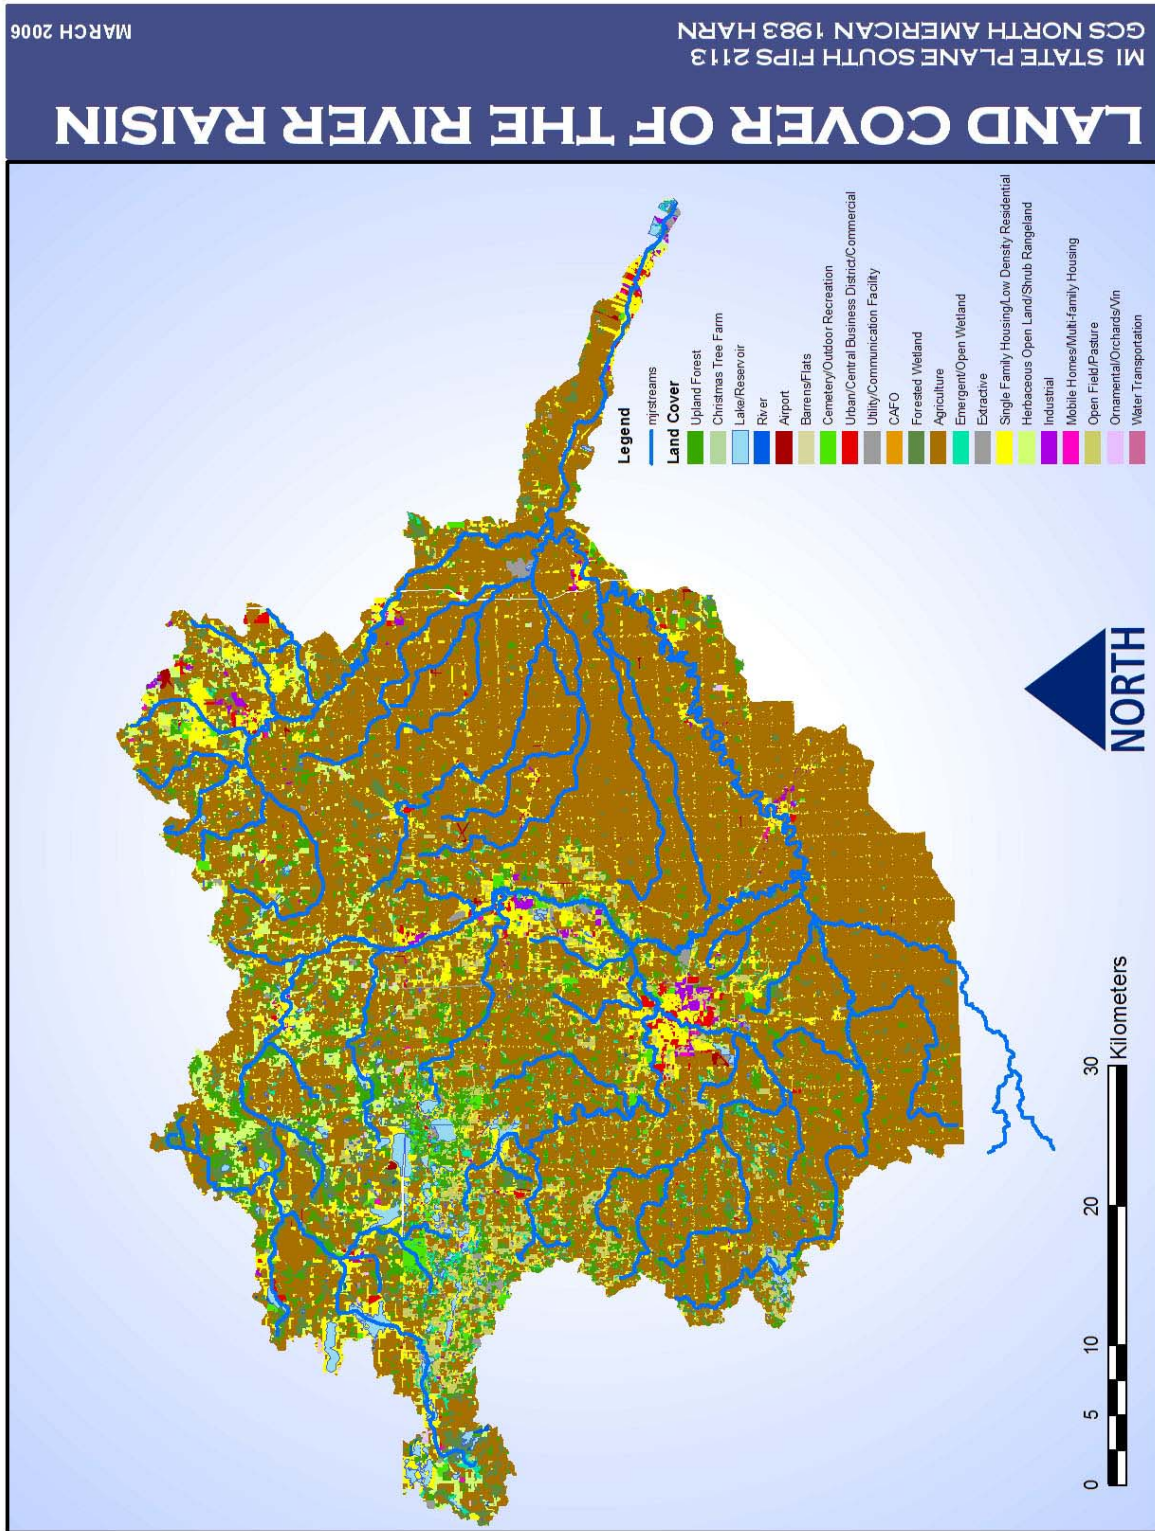 LAND COVER OF THE RIVER RAISIN
MI STATE PLANE SOUTH FIPS 2113
GCS NORTH AMERICAN 1983 HARN
MARCH 2006
Legend
mjrstreams
Land Cover
Upland Forest
Christmas Tree Farm
Lake/Reservoir
River
Airport
Barrens/Flats
Cemetery/Outdoor Recreation
Urban/Central Business District/Commercial
Utility/Communication Facility
CAFO
Forested Wetland
Agriculture
Emergent/Open Wetland
Extractive
Single Family Housing/Low Density Residential
Herbaceous Open Land/Shrub Rangeland
Industrial
Mobile Homes/Multi-family Housing
Open Field/Pasture
Ornamental/Orchards/Vin
Water Transportation
NORTH
0 5 10 20 30
Kilometers